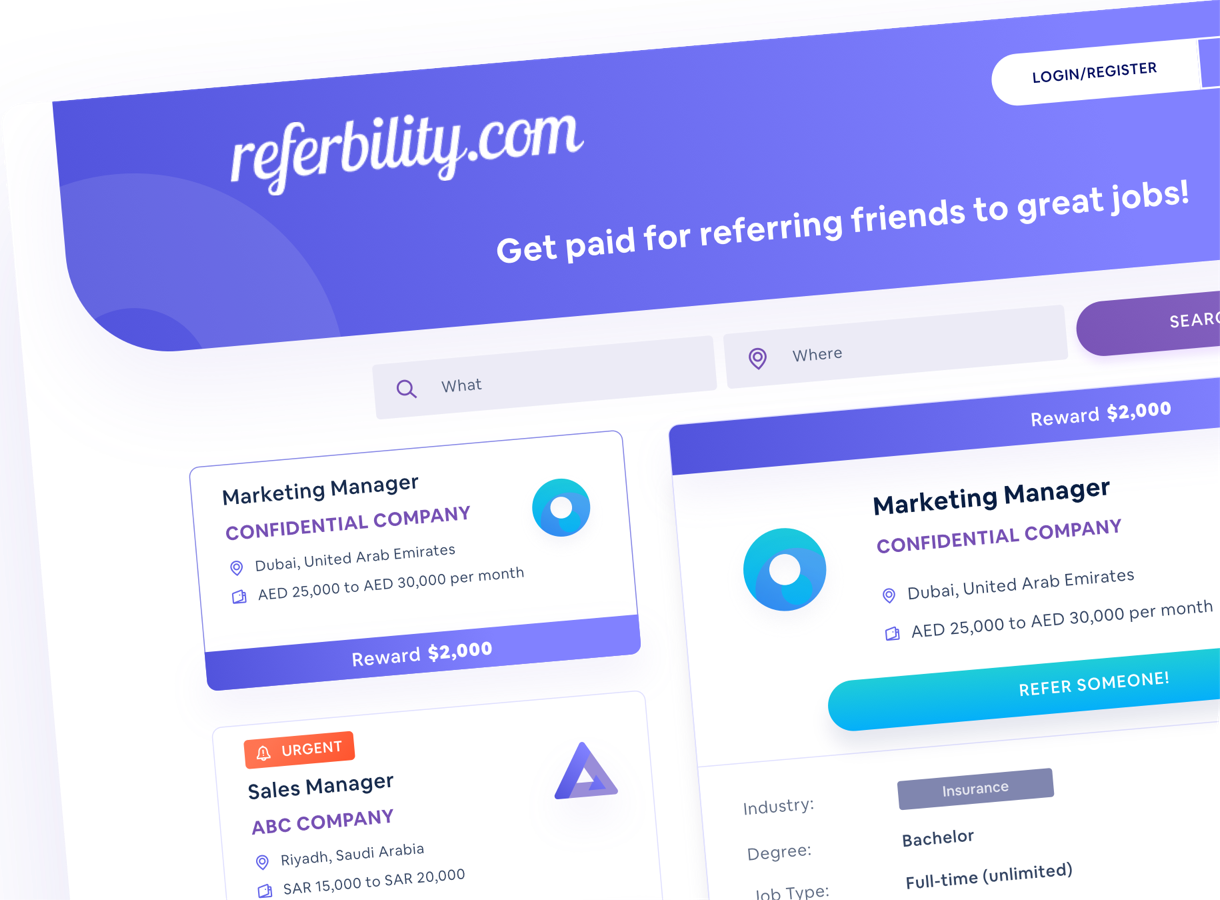 LOGIN/REGISTER
referbility.com
Get paid for referring friends to great jobs!
What
Where
Marketing Manager
CONFIDENTIAL COMPANY
Dubai, United Arab Emirates
AED 25,000 to AED 30,000 per month
Reward $2,000
URGENT
Sales Manager
ABC COMPANY
Riyadh, Saudi Arabia
SAR 15,000 to SAR 20,000
Reward $2,000
Marketing Manager
CONFIDENTIAL COMPANY
Dubai, United Arab Emirates
AED 25,000 to AED 30,000 per month
REFER SOMEONE!
Industry: Insurance
Degree: Bachelor
Job Type: Full-time (unlimited)